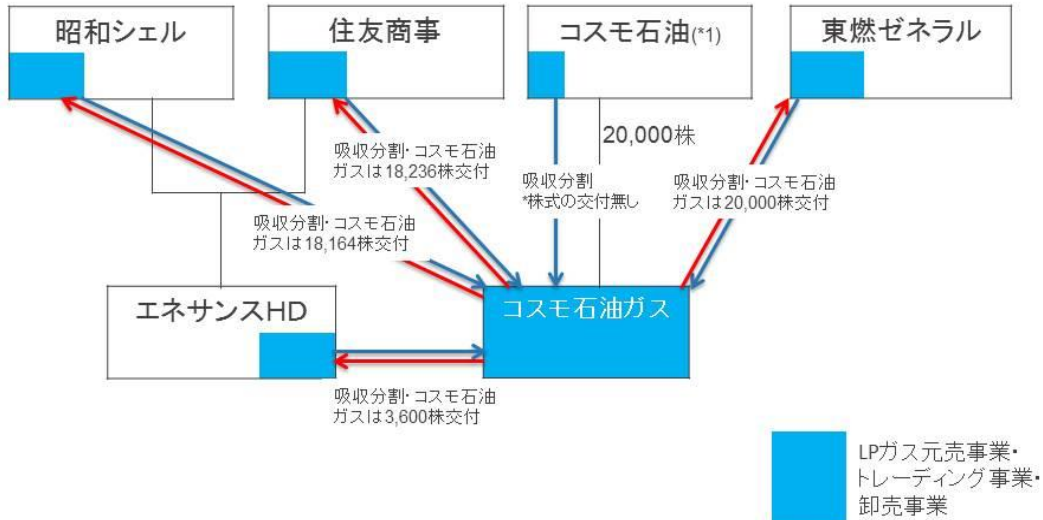 昭和シェル
住友商事
コスモ石油(*1)
東燃ゼネラル
20,000株
吸収分割・コスモ石油
ガスは18,236株交付
吸収分割
*株式の交付無し
吸収分割・コスモ石油
ガスは20,000株交付
吸収分割・コスモ石油
ガスは18,164株交付
エネサンスHD
コスモ石油ガス
吸収分割・コスモ石油
ガスは3,600株交付
LPガス元売事業・
トレーディング事業・
卸売事業